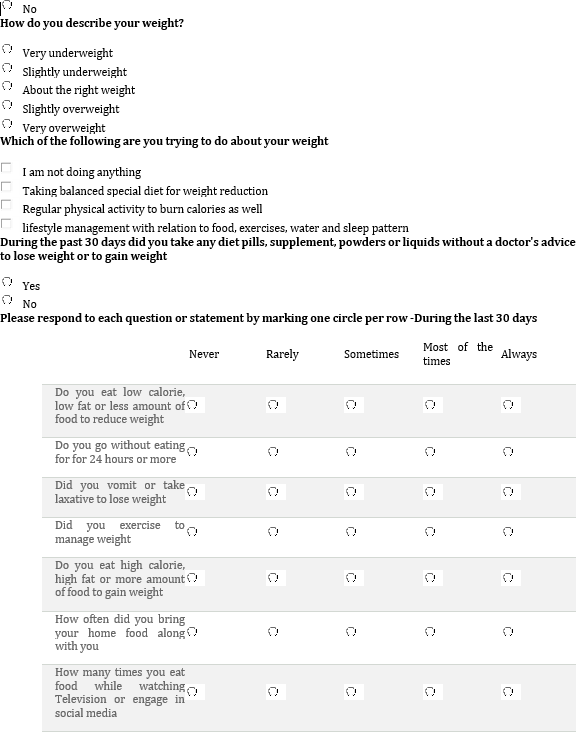 No
How do you describe your weight?
Very underweight
Slightly underweight
About the right weight
Slightly overweight
Very overweight
Which of the following are you trying to do about your weight
I am not doing anything
Taking balanced special diet for weight reduction
Regular physical activity to burn calories as well
lifestyle management with relation to food, exercises, water and sleep pattern
During the past 30 days did you take any diet pills, supplement, powders or liquids without a doctor's advice
to lose weight or to gain weight
Yes
No
Please respond to each question or statement by marking one circle per row -During the last 30 days
Never Rarely Sometimes Most of the times Always
Do you eat low calorie,
low fat or less amount of
food to reduce weight
Do you go without eating
for for 24 hours or more
Did you vomit or take
laxative to lose weight
Did you exercise to
manage weight
Do you eat high calorie,
high fat or more amount
of food to gain weight
How often did you bring
your home food along
with you
How many times you eat
food while watching
Television or engage in
social media